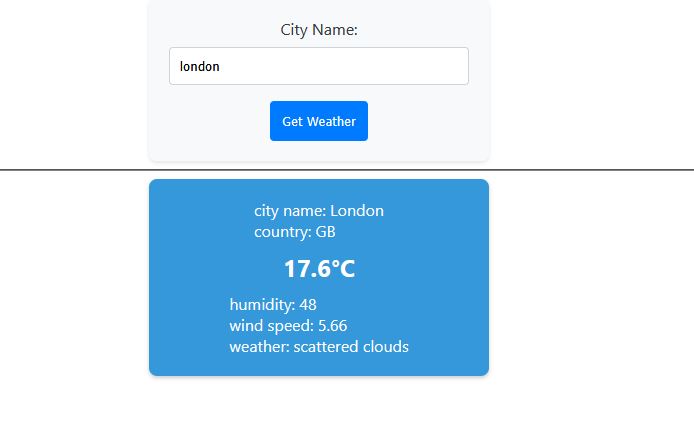 City Name:
london
Get Weather
city name: London
country: GB
17.6°C
humidity: 48
wind speed: 5.66
weather: scattered clouds